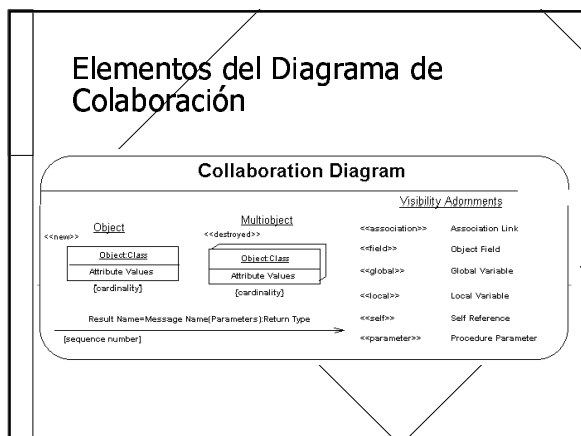 Elementos del Diagrama de
Colaboración
Collaboration Diagram
Object
<<new>>
Object:Class
Attribute Values
{cardinality}
Multiobject
<<destroyed>>
Object:Class
Attribute Values
{cardinality}
Result Name=Message Name(Parameters):Return Type
[sequence number]
Visibility Adornments
<<association>> Association Link
<<field>> Object Field
<<global>> Global Variable
<<local>> Local Variable
<<self>> Self Reference
<<parameter>> Procedure Parameter